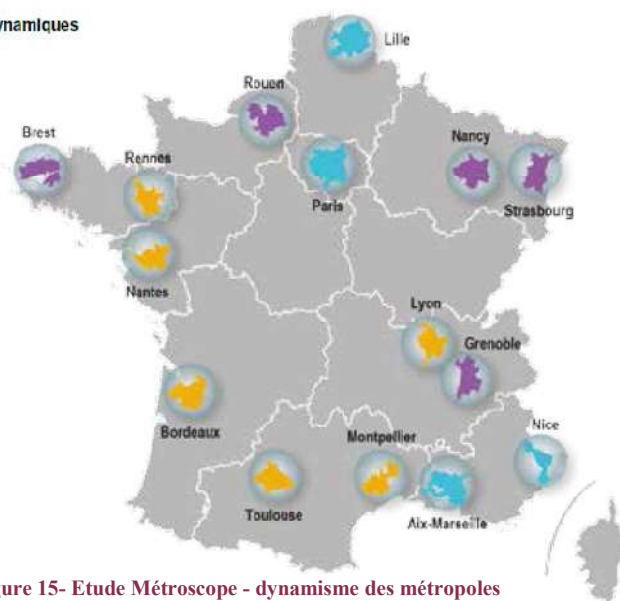 ynamiques
Lille
Rouen
Brest
Rennes
Nancy
Paris
Strasbourg
Nantes
Lyon
Grenoble
Nice
Bordeaux
Montpellier
Toulouse
Aix-Marseille
gure 15- Etude Métroscope - dynamisme des métropoles